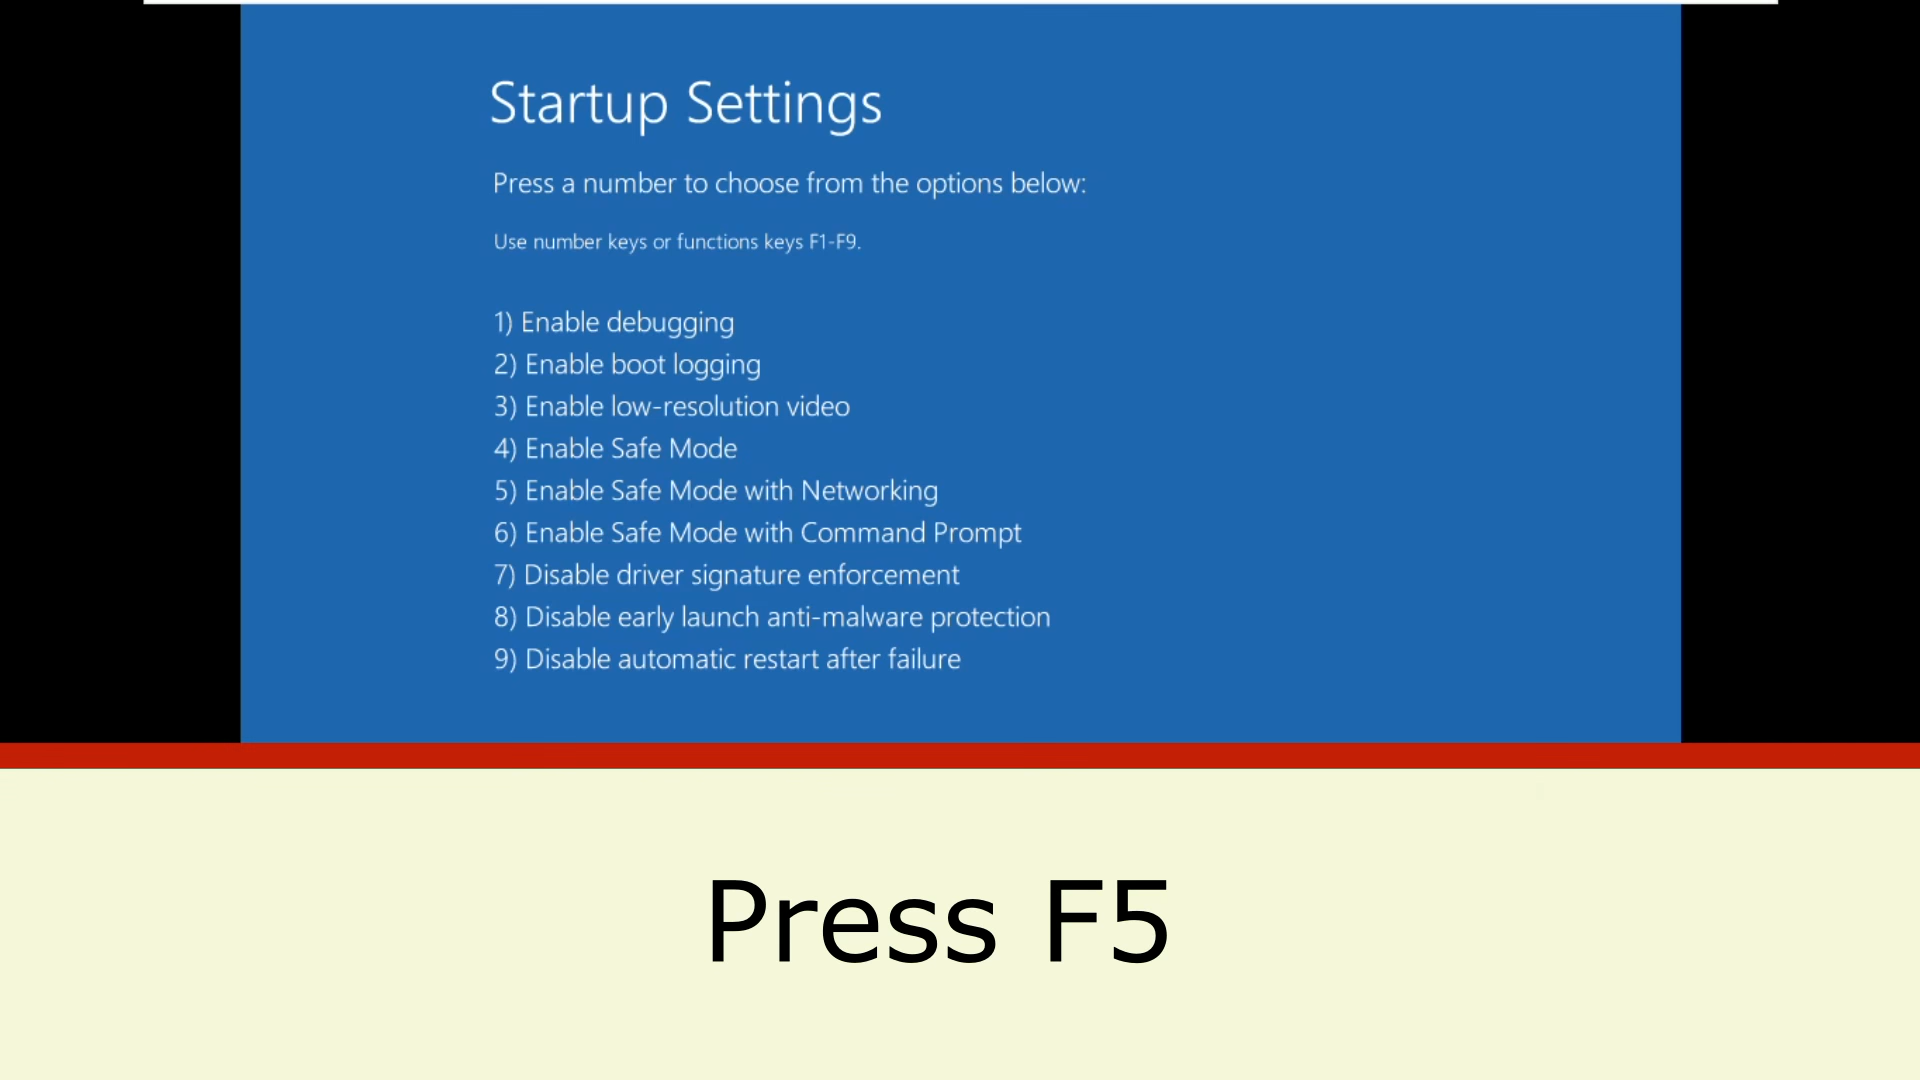 Startup Settings
Press a number to choose from the options below:
Use number keys or functions keys F1-F9.
1) Enable debugging
2) Enable boot logging
3) Enable low-resolution video
4) Enable Safe Mode
5) Enable Safe Mode with Networking
6) Enable Safe Mode with Command Prompt
7) Disable driver signature enforcement
8) Disable early launch anti-malware protection
9) Disable automatic restart after failure
Press F5